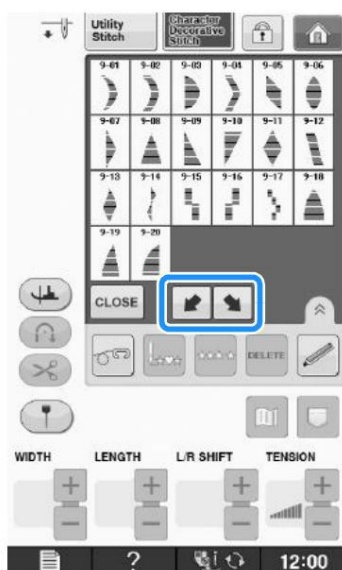 Utility
Stitch
Character
Decorative
Stitch
9-01 9-02 9-03 9-04 9-05 9-06
9-07 9-08 9-09 9-10 9-11 9-12
9-13 9-14 9-15 9-16 9-17 9-18
9-19 9-20
CLOSE
DELETE
WIDTH LENGTH L/R SHIFT TENSION
+ + + +
− − − −
? 12:00